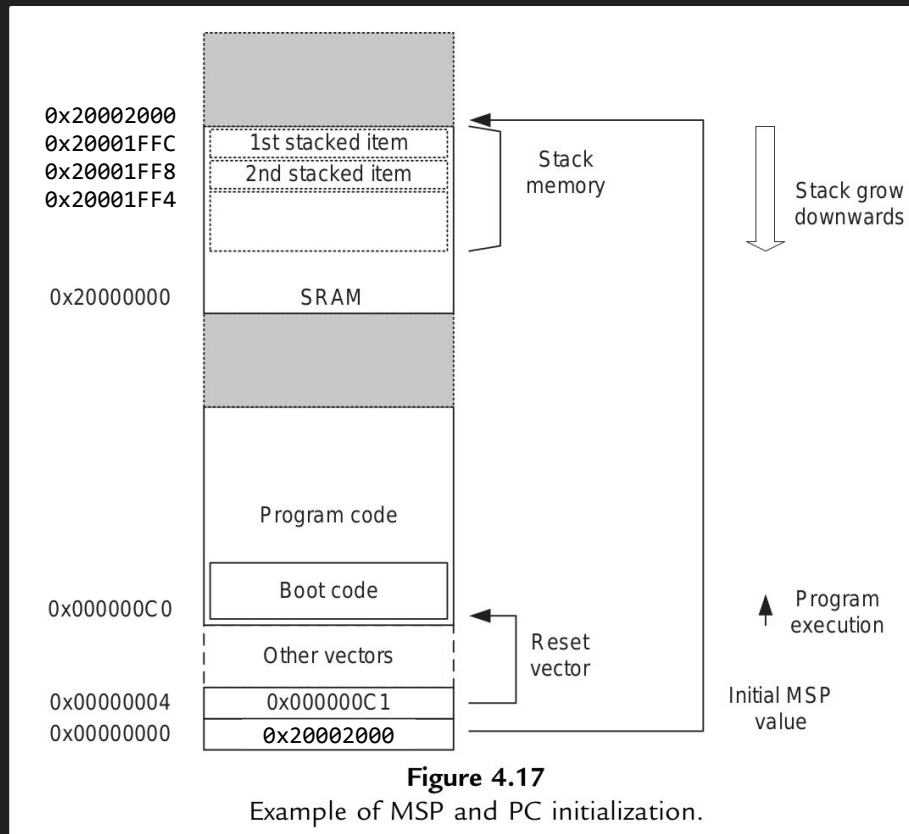 0x20002000
0x20001FFC
1st stacked item
0x20001FF8
2nd stacked item
0x20001FF4
Stack
memory
Stack grow
downwards
0x20000000
SRAM
Program code
Boot code
0x000000C0
Program
execution
Other vectors
Reset
vector
0x00000004
0x000000C1
Initial MSP
value
0x00000000
0x20002000
Figure 4.17
Example of MSP and PC initialization.